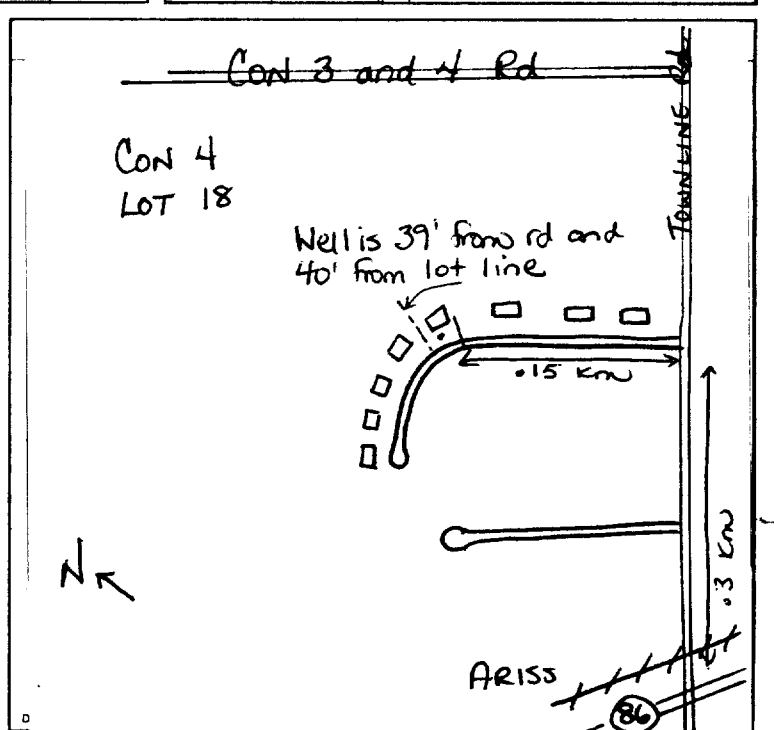 CON 3 and 4 Rd
TOWNLINE Rd
CON 4
LOT 18
Well is 39' from rd and
40' from lot line
.15 km
.3 km
N
ARISS
86